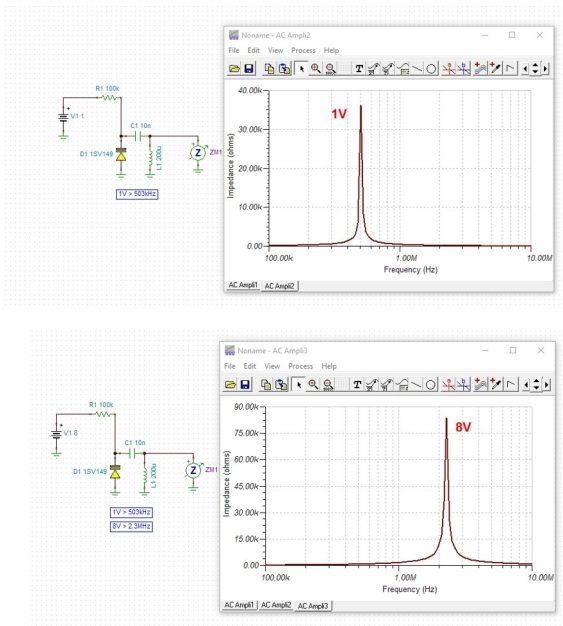 Noname - AC Ampli2
File Edit View Process Help
R1 100k
V1 1
C1 10n
D1 1SV149
L1 200u
Z ZM1
1V > 503kHz
1V
Impedance (ohms)
40.00k
30.00k
20.00k
10.00k
0.00
100.00k 1.00M 10.00M
Frequency (Hz)
AC Ampli1 AC Ampli2
Noname - AC Ampli3
File Edit View Process Help
R1 100k
V1 8
C1 10n
D1 1SV149
L1 200u
Z ZM1
1V > 503kHz
8V > 2.3MHz
8V
Impedance (ohms)
90.00k
75.00k
60.00k
45.00k
30.00k
15.00k
0.00
100.00k 1.00M 10.00M
Frequency (Hz)
AC Ampli1 AC Ampli2 AC Ampli3